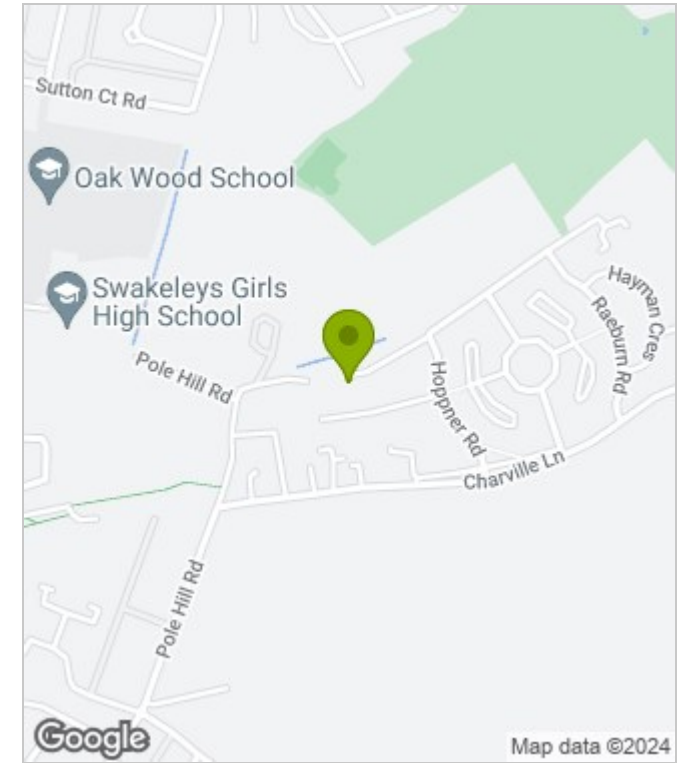 Sutton Ct Rd
Oak Wood School
Swakeleys Girls
High School
Pole Hill Rd
Hayman Cres
Raeburn Rd
Hoppner Rd
Charville Ln
Pole Hill Rd
Google
Map data ©2024